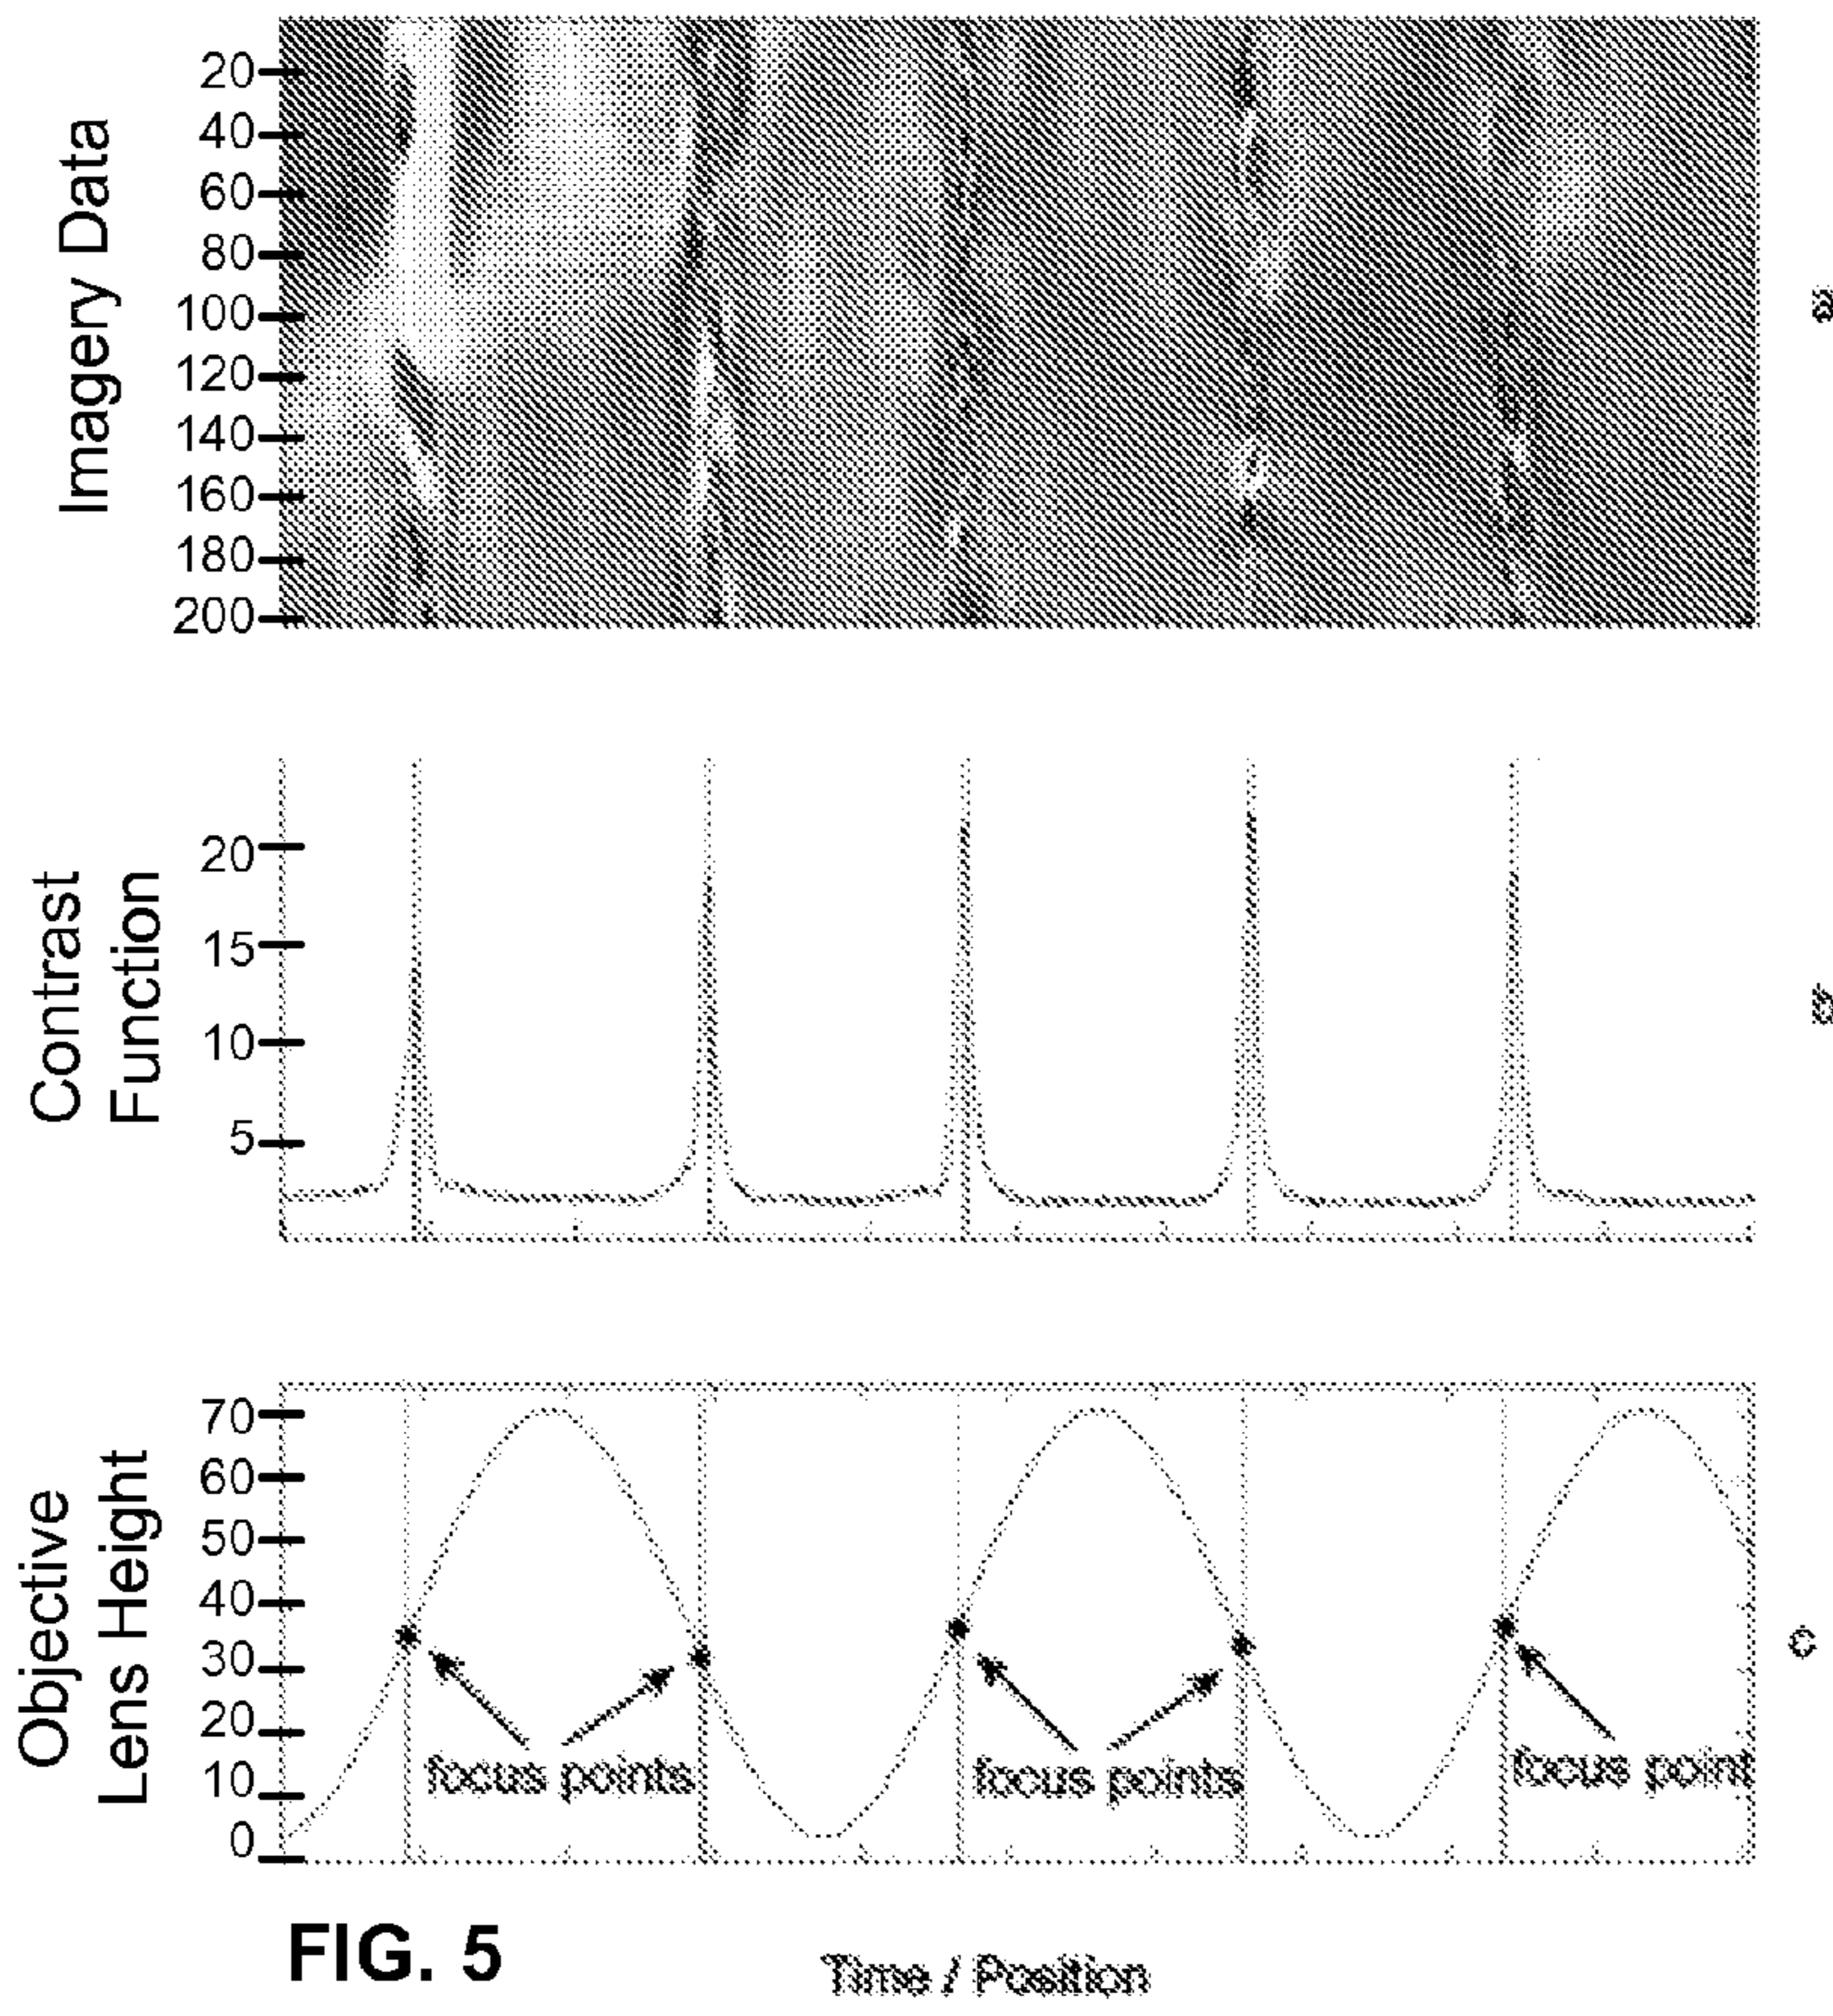 Imagery Data
20
40
60
80
100
120
140
160
180
200
a
Contrast
Function
20
15
10
5
Objective
Lens Height
70
60
50
40
30
20
10
0
focus points
focus points
focus point
c
FIG. 5
Time / Position